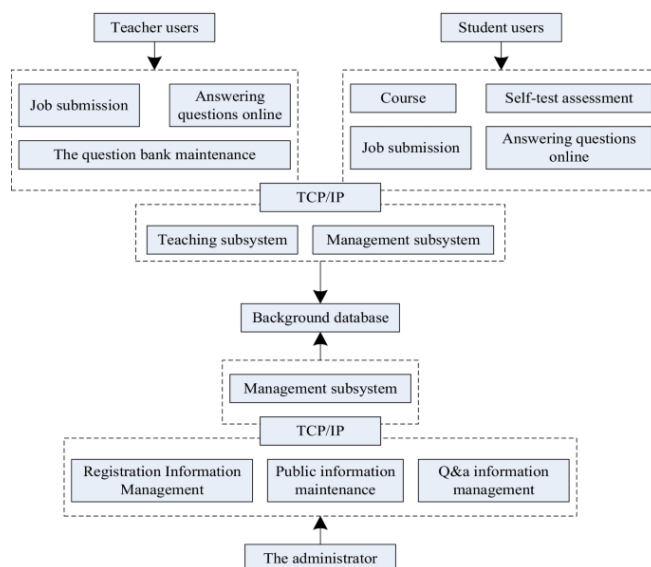 Teacher users
Student users
Job submission
Answering
questions online
The question bank maintenance
Course
Self-test assessment
Job submission
Answering questions
online
TCP/IP
Teaching subsystem
Management subsystem
Background database
Management subsystem
TCP/IP
Registration Information
Management
Public information
maintenance
Q&a information
management
The administrator